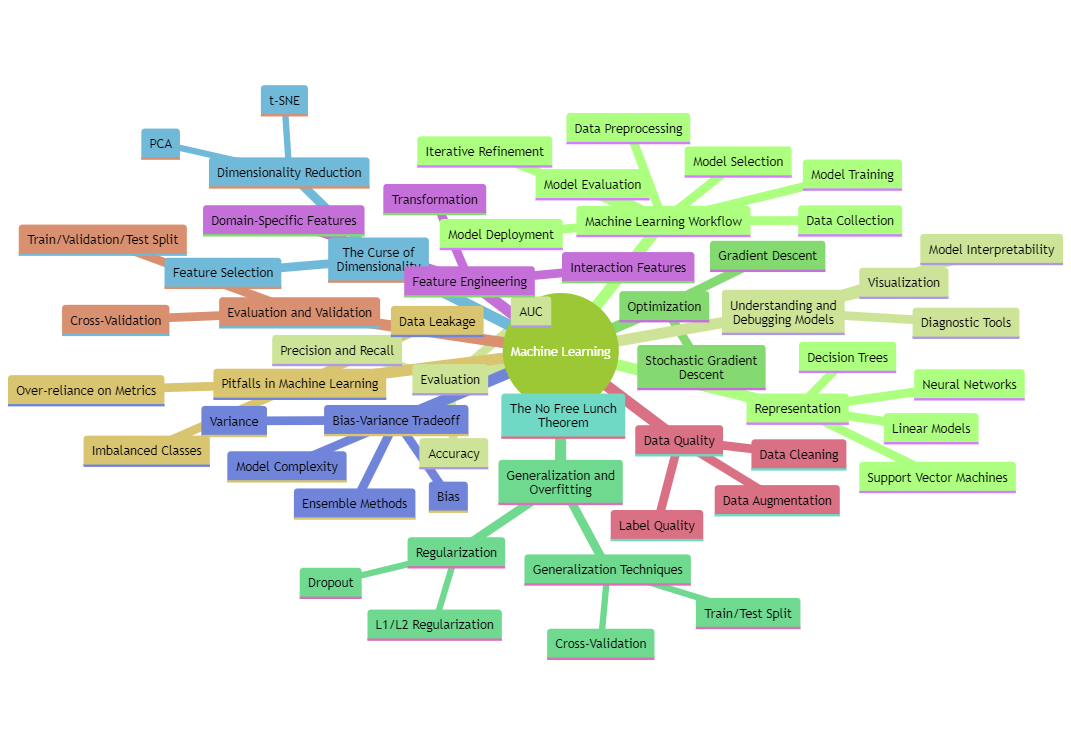 t-SNE
PCA
Dimensionality Reduction
Data Preprocessing
Iterative Refinement
Model Selection
Model Evaluation
Model Training
Transformation
Domain-Specific Features
Machine Learning Workflow
Data Collection
Model Deployment
Train/Validation/Test Split
The Curse of
Dimensionality
Feature Selection
Feature Engineering
Interaction Features
Gradient Descent
Model Interpretability
Visualization
Optimization
Understanding and
Debugging Models
Diagnostic Tools
Cross-Validation
Evaluation and Validation
Data Leakage
AUC
Precision and Recall
Machine Learning
Stochastic Gradient
Descent
Decision Trees
Over-reliance on Metrics
Pitfalls in Machine Learning
Evaluation
Neural Networks
Representation
Linear Models
Variance
Bias-Variance Tradeoff
The No Free Lunch
Theorem
Imbalanced Classes
Accuracy
Data Quality
Data Cleaning
Model Complexity
Support Vector Machines
Generalization and
Overfitting
Ensemble Methods
Bias
Data Augmentation
Label Quality
Regularization
Generalization Techniques
Dropout
L1/L2 Regularization
Train/Test Split
Cross-Validation